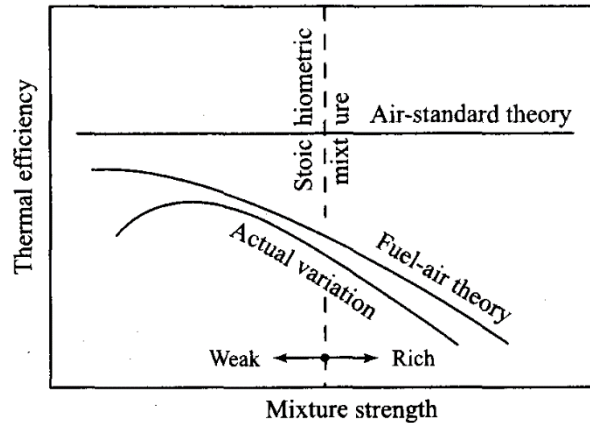 Thermal efficiency
Stoic hiometric
mixt ure
Air-standard theory
Fuel-air theory
Actual variation
Weak
Rich
Mixture strength